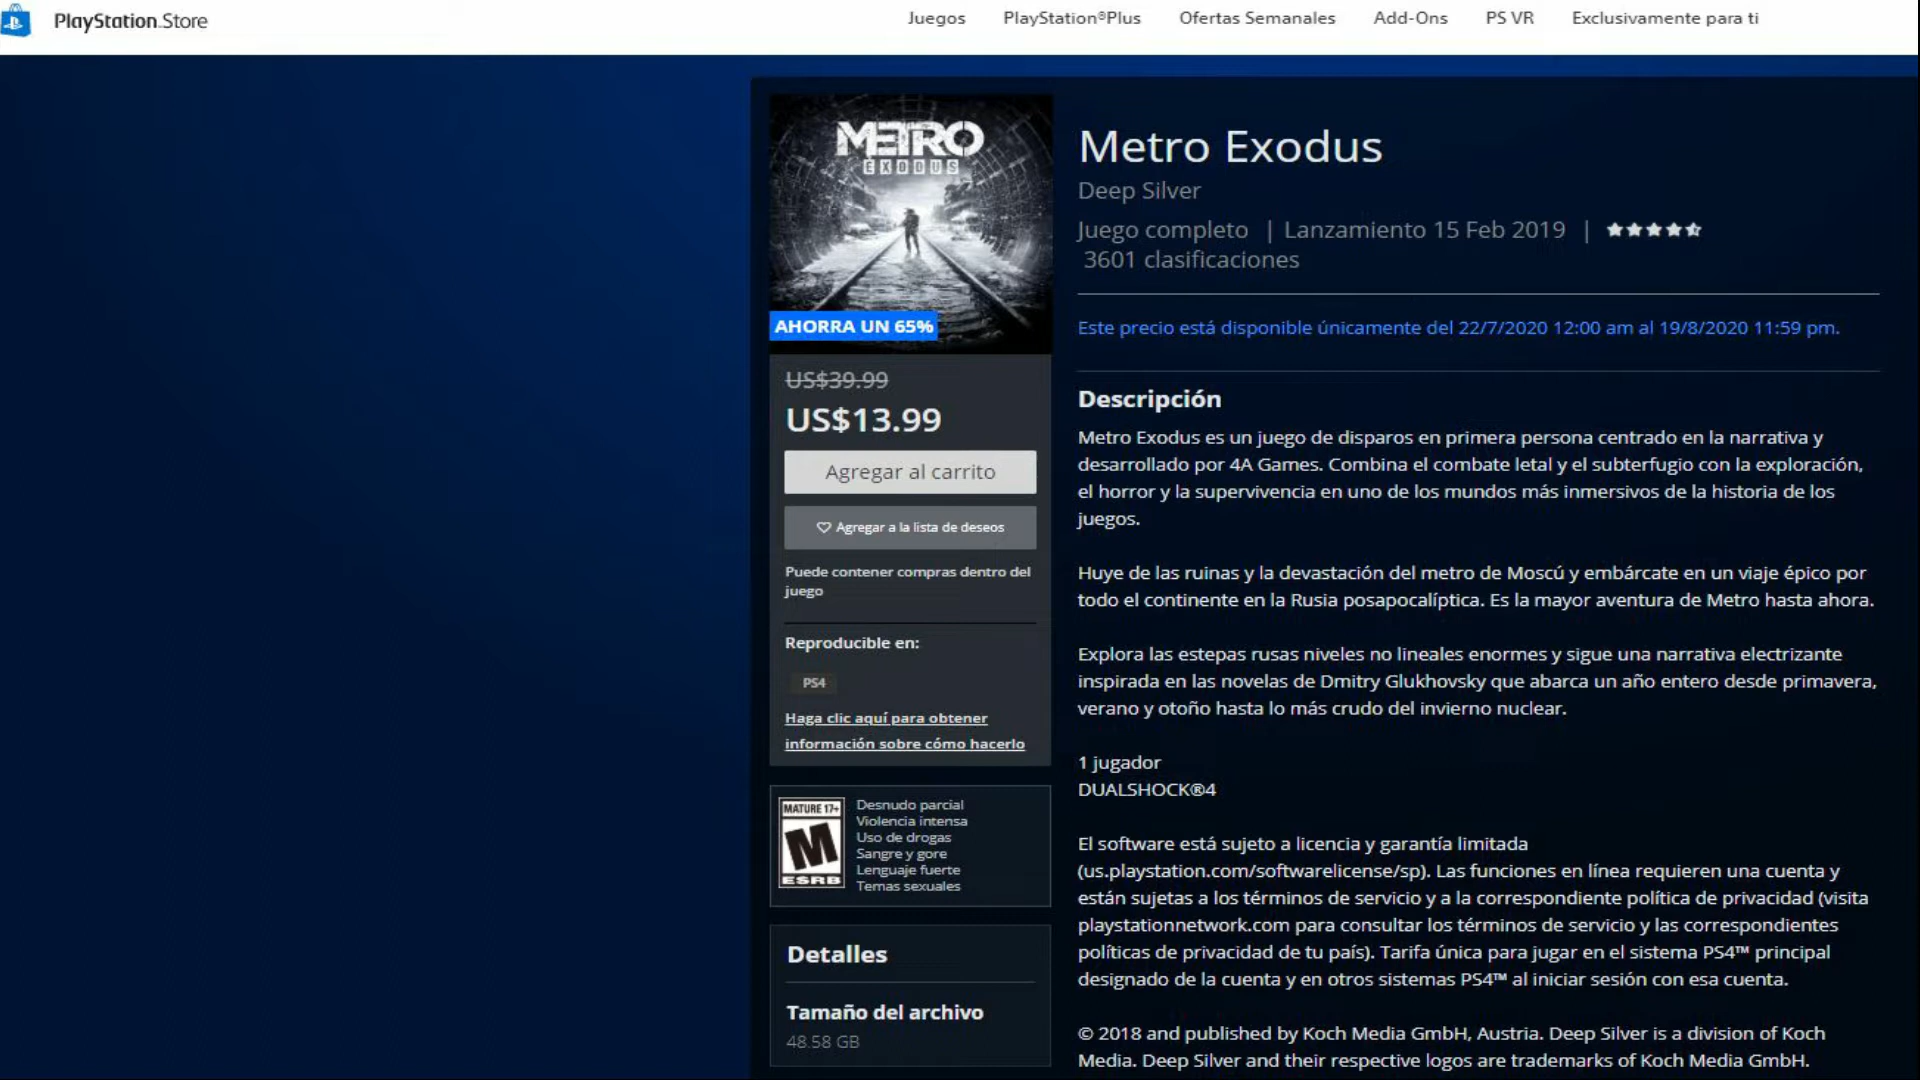 PlayStation.Store
Juegos PlayStation®Plus Ofertas Semanales Add-Ons PS VR Exclusivamente para ti
METRO
EXODUS
AHORRA UN 65%
US$39.99
US$13.99
Agregar al carrito
Agregar a la lista de deseos
Puede contener compras dentro del
juego
Reproducible en:
PS4
Haga clic aquí para obtener
información sobre cómo hacerlo
MATURE 17+
M
ESRB
Desnudo parcial
Violencia intensa
Uso de drogas
Sangre y gore
Lenguaje fuerte
Temas sexuales
Detalles
Tamaño del archivo
48.58 GB
Metro Exodus
Deep Silver
Juego completo | Lanzamiento 15 Feb 2019 |
3601 clasificaciones
Este precio está disponible únicamente del 22/7/2020 12:00 am al 19/8/2020 11:59 pm.
Descripción
Metro Exodus es un juego de disparos en primera persona centrado en la narrativa y
desarrollado por 4A Games. Combina el combate letal y el subterfugio con la exploración,
el horror y la supervivencia en uno de los mundos más inmersivos de la historia de los
juegos.
Huye de las ruinas y la devastación del metro de Moscú y embárcate en un viaje épico por
todo el continente en la Rusia posapocalíptica. Es la mayor aventura de Metro hasta ahora.
Explora las estepas rusas niveles no lineales enormes y sigue una narrativa electrizante
inspirada en las novelas de Dmitry Glukhovsky que abarca un año entero desde primavera,
verano y otoño hasta lo más crudo del invierno nuclear.
1 jugador
DUALSHOCK®4
El software está sujeto a licencia y garantía limitada
(us.playstation.com/softwarelicense/sp). Las funciones en línea requieren una cuenta y
están sujetas a los términos de servicio y a la correspondiente política de privacidad (visita
playstationnetwork.com para consultar los términos de servicio y las correspondientes
políticas de privacidad de tu país). Tarifa única para jugar en el sistema PS4™ principal
designado de la cuenta y en otros sistemas PS4™ al iniciar sesión con esa cuenta.
© 2018 and published by Koch Media GmbH, Austria. Deep Silver is a division of Koch
Media. Deep Silver and their respective logos are trademarks of Koch Media GmbH.